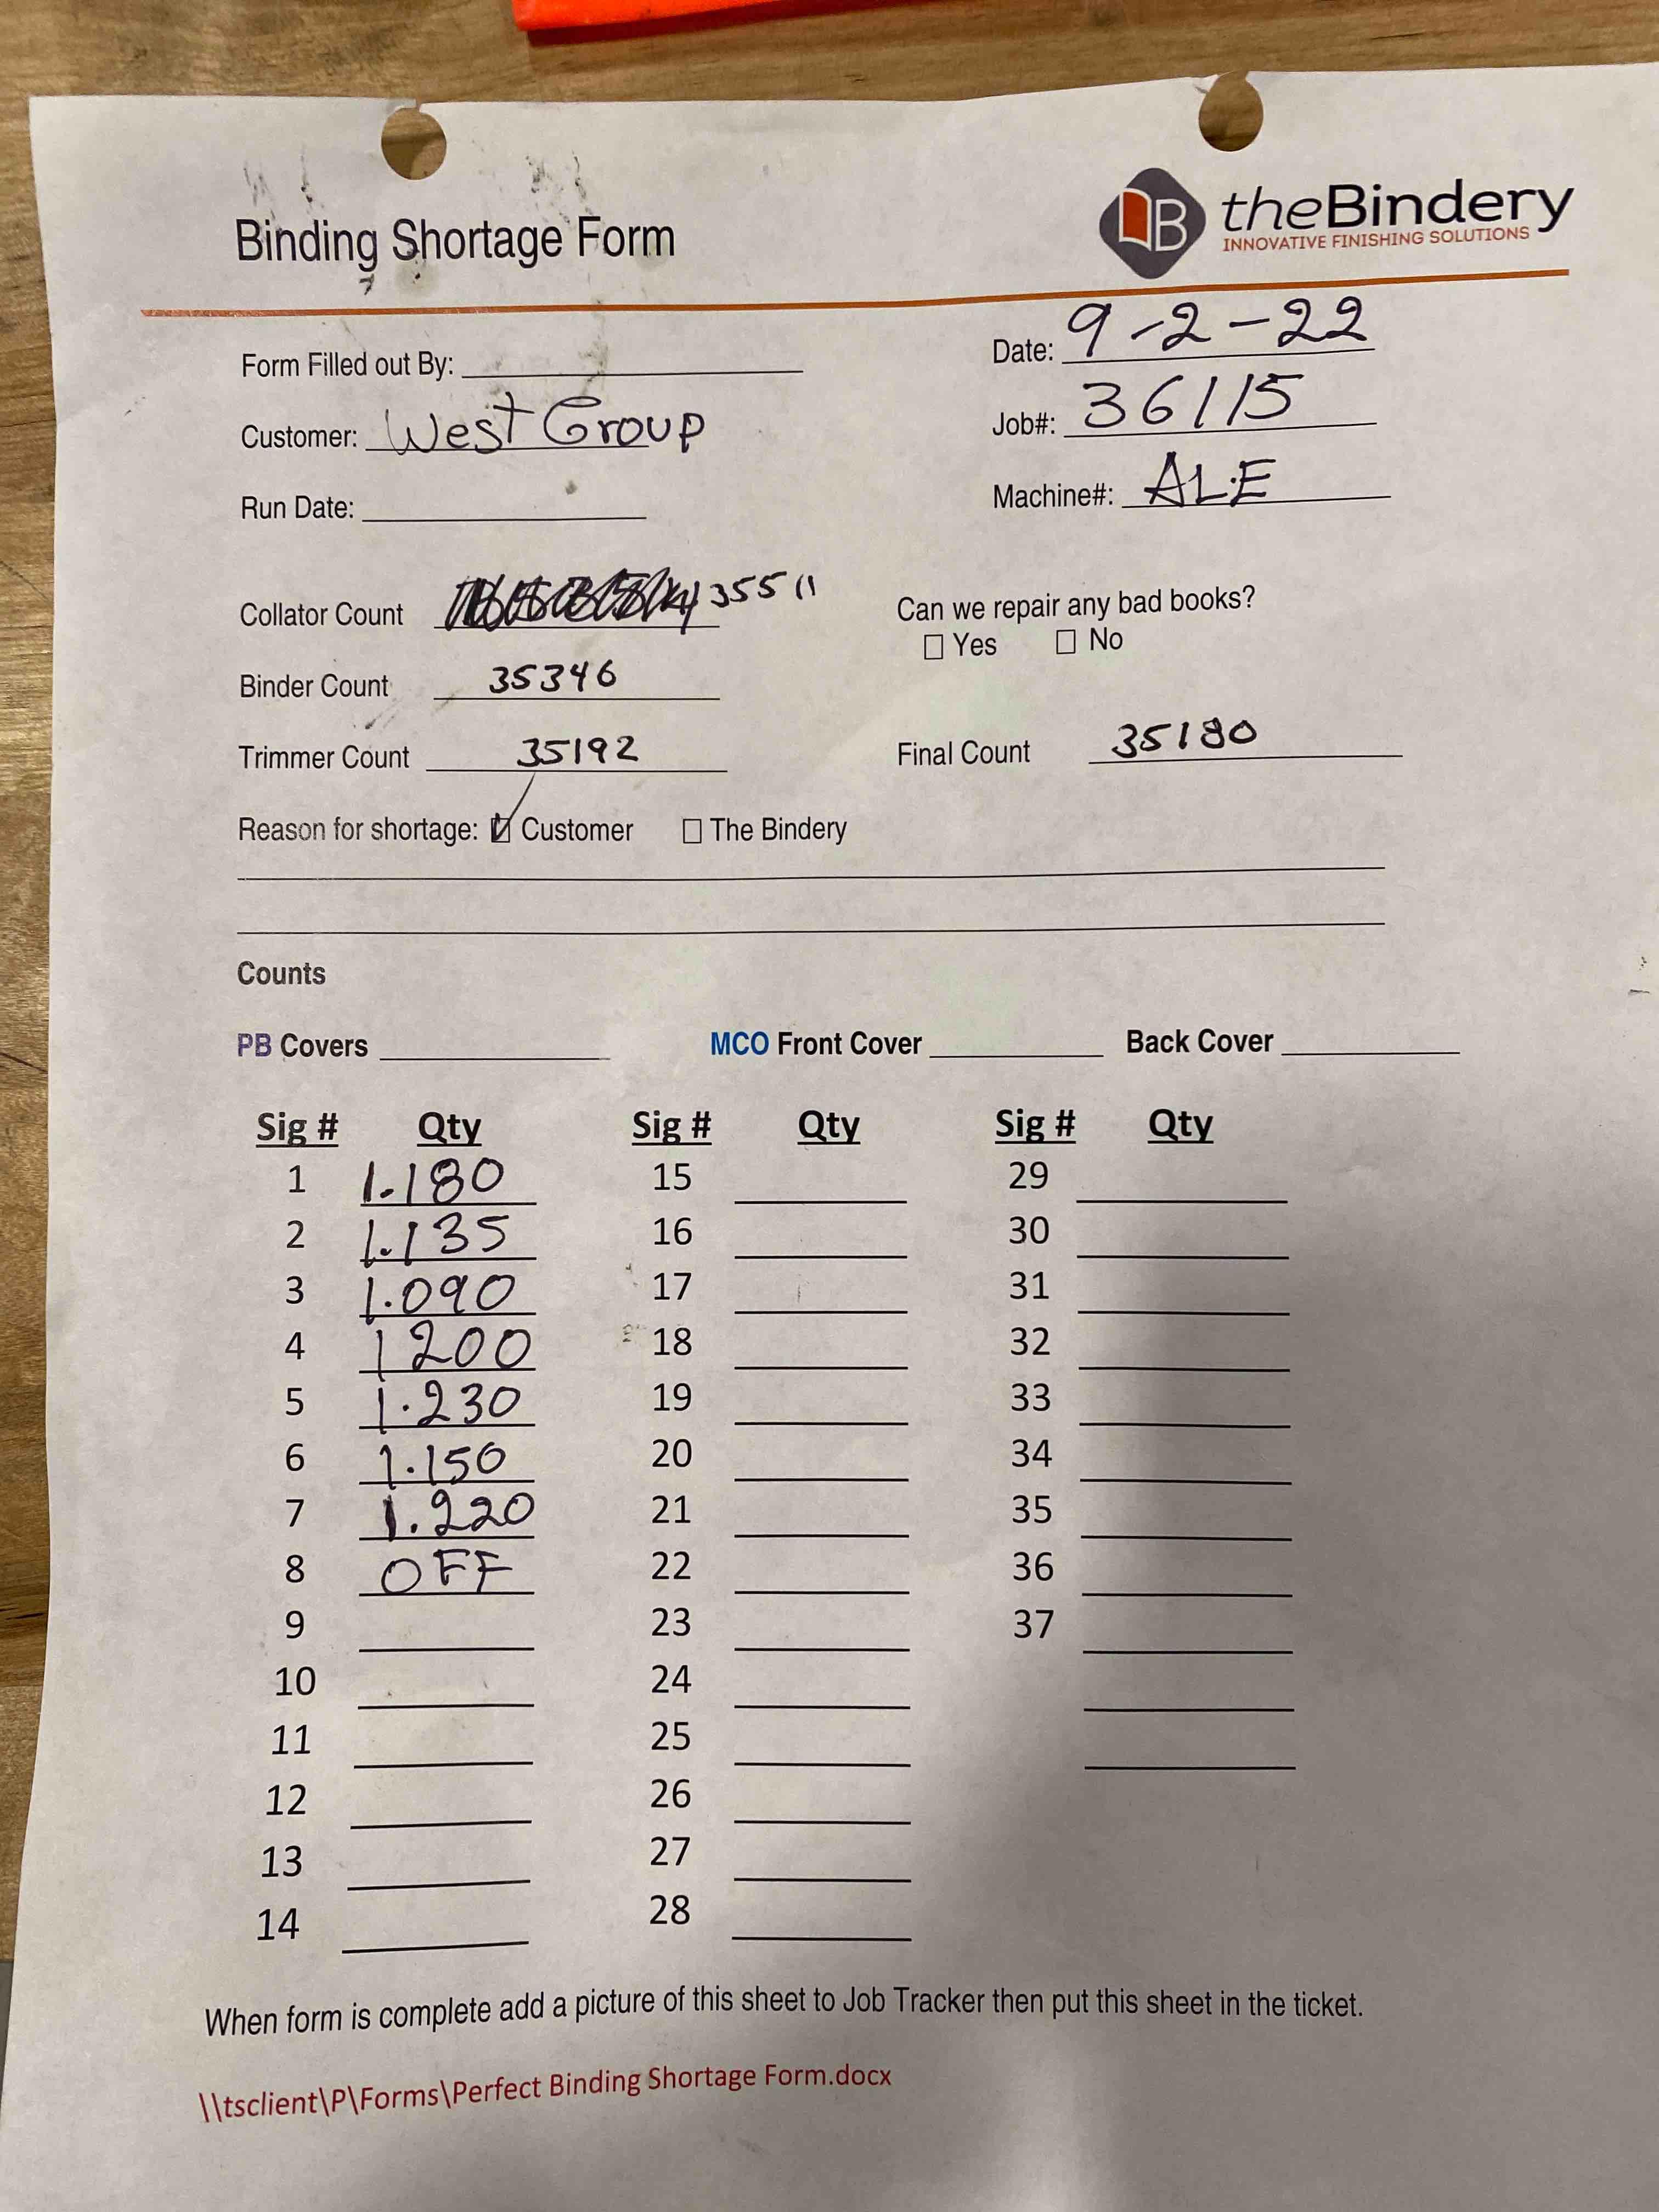 theBindery
INNOVATIVE FINISHING SOLUTIONS
Binding Shortage Form
Form Filled out By:
Date: 9-2-22
Customer: West Group
Job#: 36115
Run Date:
Machine#: ALE
Collator Count 35511
Can we repair any bad books?
☐ Yes ☐ No
Binder Count 35346
Trimmer Count 35192
Final Count 35180
Reason for shortage: ☑ Customer ☐ The Bindery
Counts
PB Covers MCO Front Cover Back Cover
Sig # Qty Sig # Qty Sig # Qty
1 1.180 15 29
2 1.135 16 30
3 1.090 17 31
4 1200 18 32
5 1.230 19 33
6 1.150 20 34
7 1.220 21 35
8 OFF 22 36
9 23 37
10 24
11 25
12 26
13 27
14 28
When form is complete add a picture of this sheet to Job Tracker then put this sheet in the ticket.
\\tsclient\P\Forms\Perfect Binding Shortage Form.docx